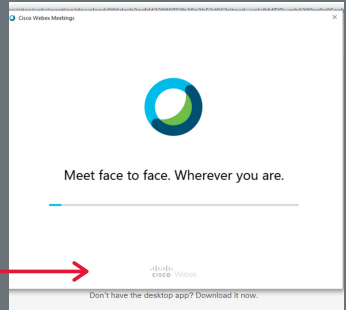 Cisco Webex Meetings
Meet face to face. Wherever you are.
CISCO Webex
Don't have the desktop app? Download it now.